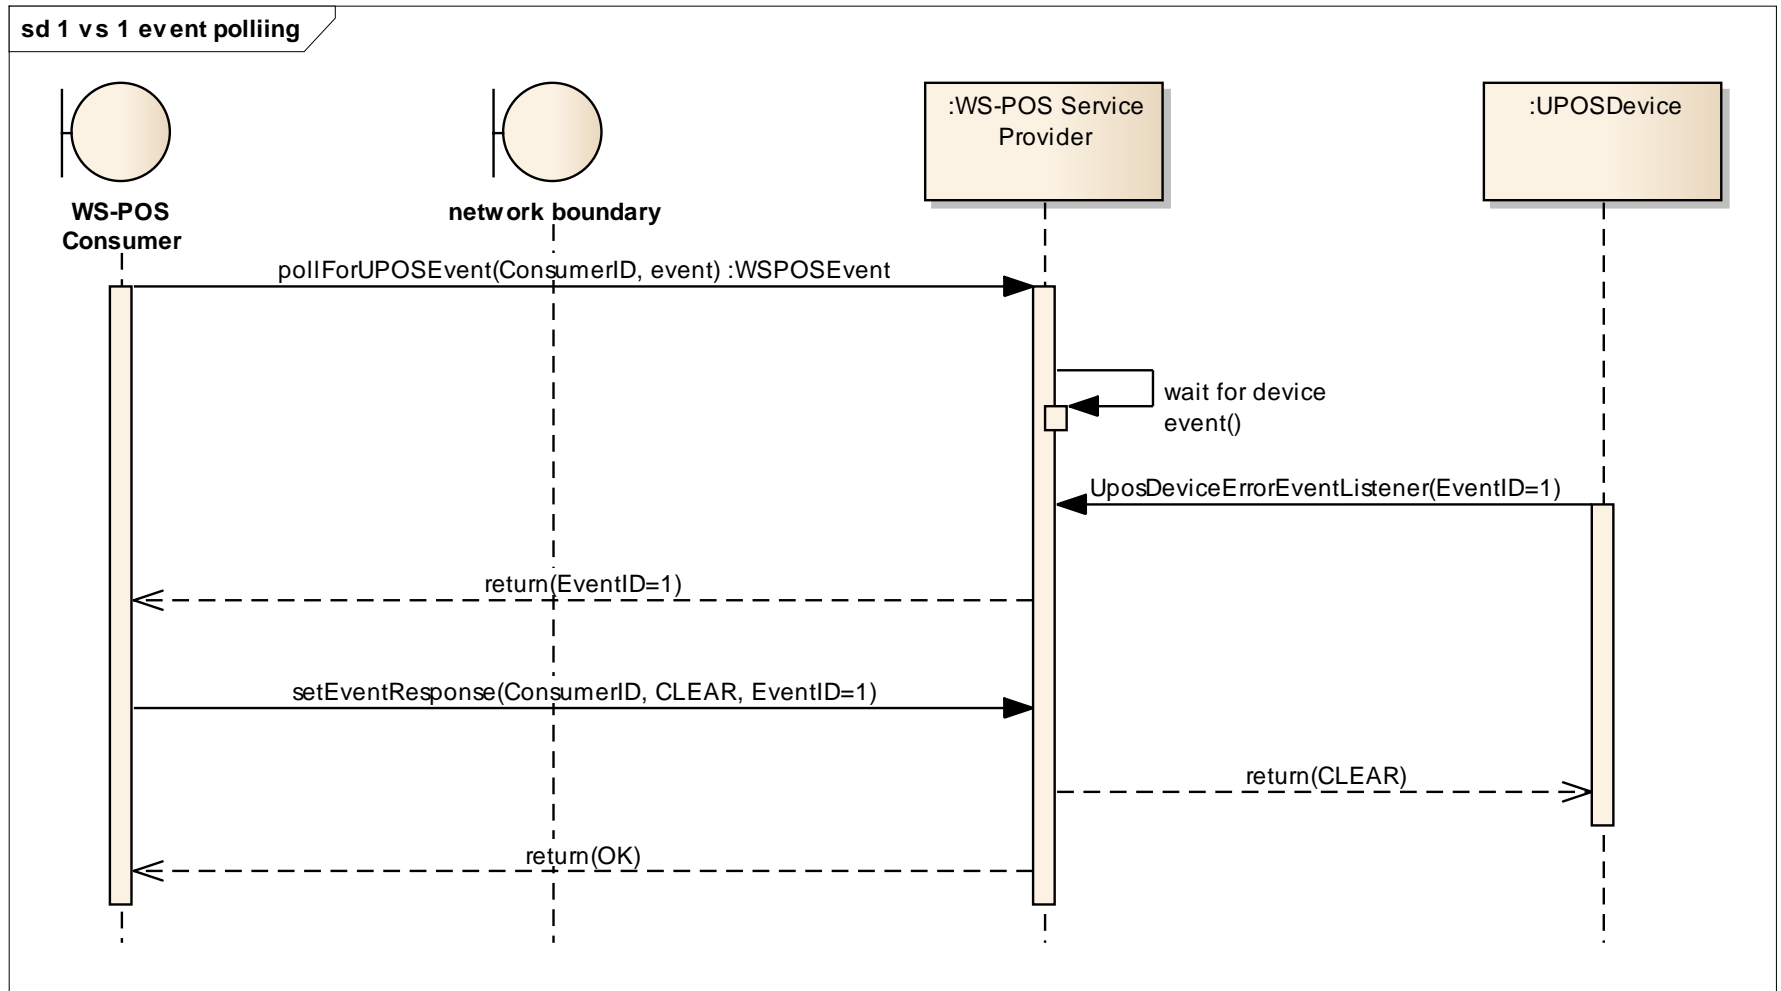 sd 1 vs 1 event polliing
:WS-POS Service
Provider
:UPOSDevice
WS-POS
Consumer
network boundary
pollForUPOSEvent(ConsumerID, event) :WSPOSEvent
wait for device
event()
UposDeviceErrorEventListener(EventID=1)
return(EventID=1)
setEventResponse(ConsumerID, CLEAR, EventID=1)
return(CLEAR)
return(OK)